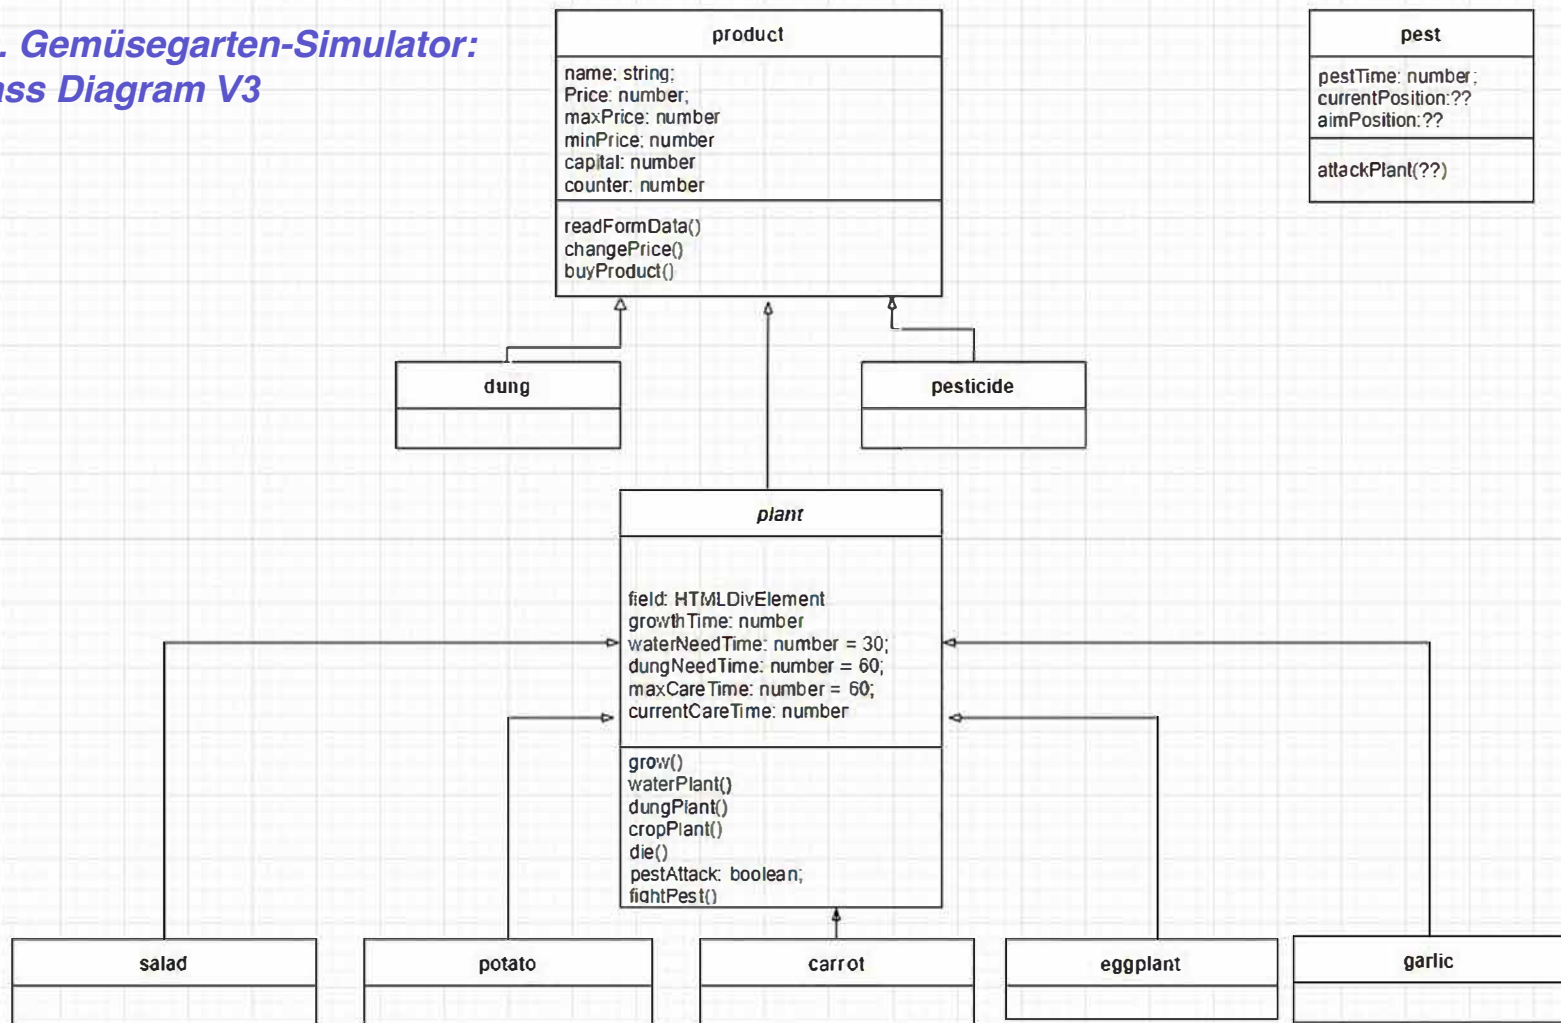 . Gemüsegarten-Simulator:
ass Diagram V3
product
name: string;
Price: number;
maxPrice: number
minPrice: number
capital: number
counter: number
readFormData()
changePrice()
buyProduct()
pest
pestTime: number;
currentPosition:??
aimPosition:??
attackPlant(??)
dung
pesticide
plant
field: HTMLDivElement
growthTime: number
waterNeedTime: number = 30;
dungNeedTime: number = 60;
maxCareTime: number = 60;
currentCareTime: number
grow()
waterPlant()
dungPlant()
cropPlant()
die()
pestAttack: boolean;
fightPest()
salad
potato
carrot
eggplant
garlic